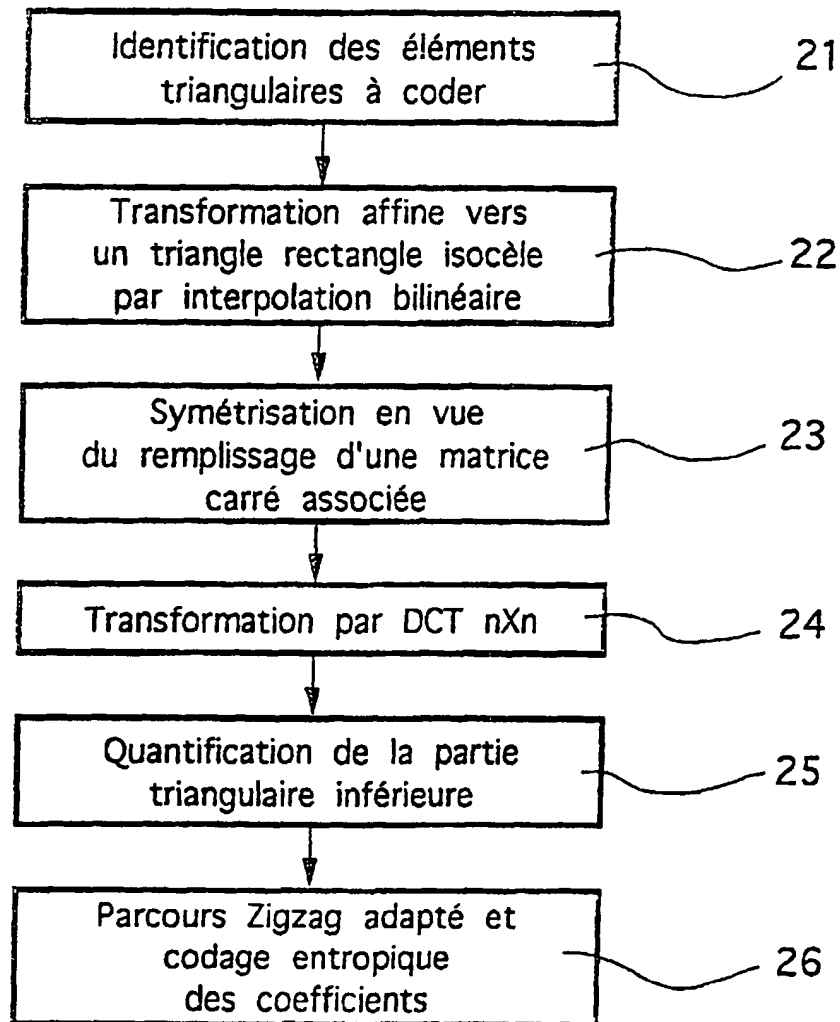 Identification des éléments
triangulaires à coder
21
Transformation affine vers
un triangle rectangle isocèle
par interpolation bilinéaire
22
Symétrisation en vue
du remplissage d'une matrice
carré associée
23
Transformation par DCT nXn
24
Quantification de la partie
triangulaire inférieure
25
Parcours Zigzag adapté et
codage entropique
des coefficients
26